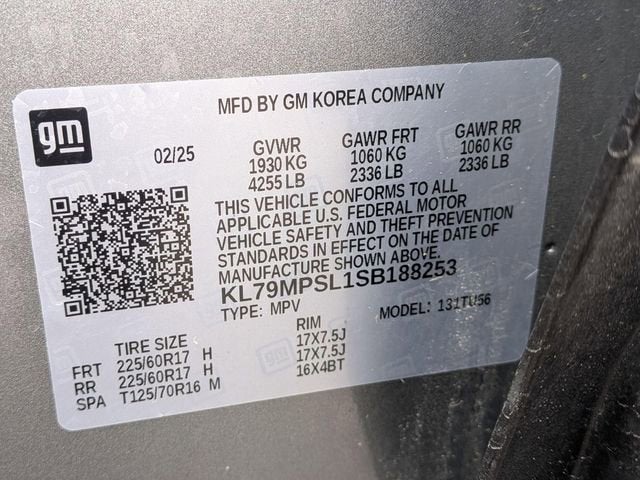 MFD BY GM KOREA COMPANY
gm
02/25
GVWR GAWR FRT GAWR RR
1930 KG 1060 KG 1060 KG
4255 LB 2336 LB 2336 LB
THIS VEHICLE CONFORMS TO ALL
APPLICABLE U.S. FEDERAL MOTOR
VEHICLE SAFETY AND THEFT PREVENTION
STANDARDS IN EFFECT ON THE DATE OF
MANUFACTURE SHOWN ABOVE.
KL79MPSL1SB188253
TYPE: MPV MODEL: 131TU56
TIRE SIZE RIM
FRT 225/60R17 H 17X7.5J
RR 225/60R17 H 17X7.5J
SPA T125/70R16 M 16X4BT